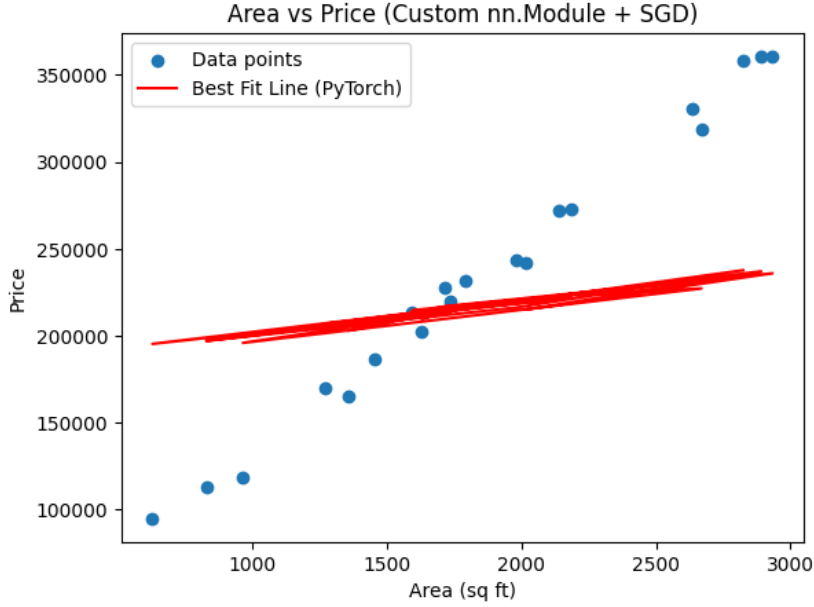 Area vs Price (Custom nn.Module + SGD)
Data points
Best Fit Line (PyTorch)
Price
350000
300000
250000
200000
150000
100000
1000
1500
2000
2500
3000
Area (sq ft)